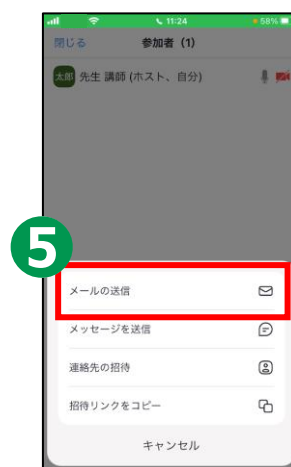 11:24 58%
閉じる 参加者（1）
太郎 先生 講師 (ホスト、自分)
5
メールの送信
メッセージを送信
連絡先の招待
招待リンクをコピー
キャンセル